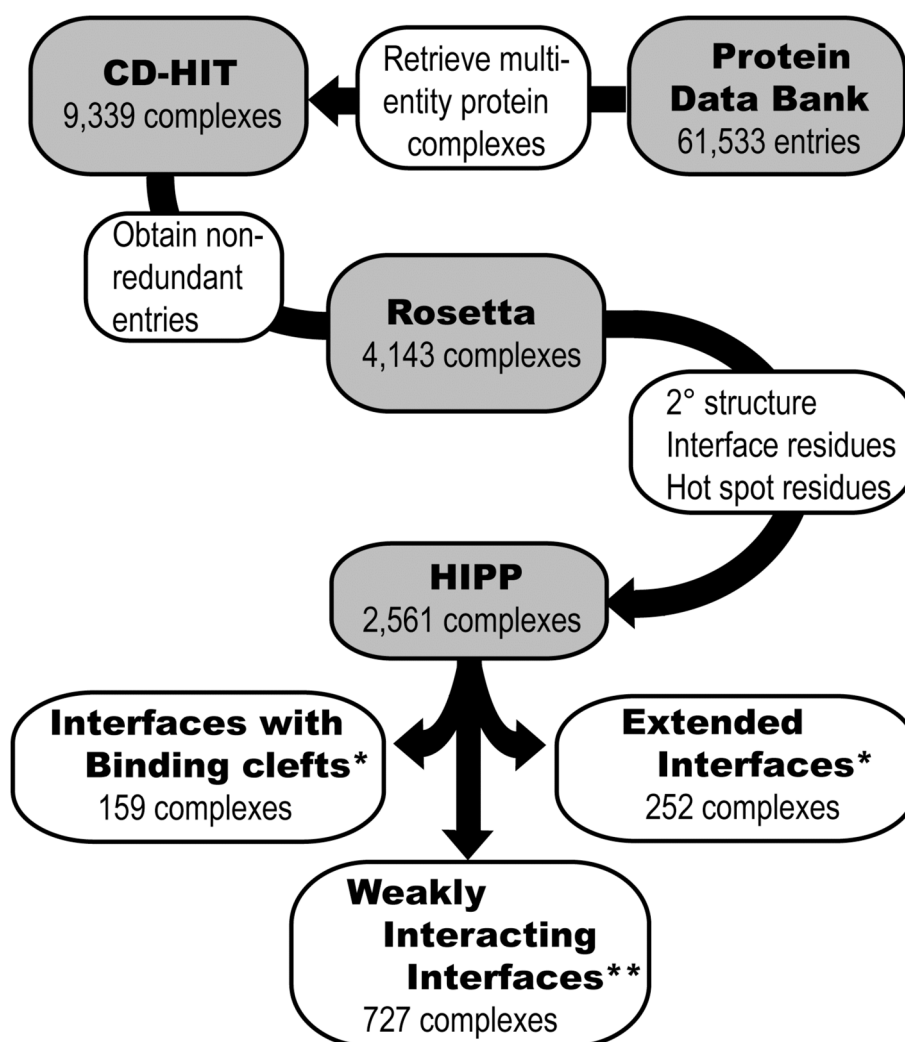 Protein
Data Bank
61,533 entries
Retrieve multi-
entity protein
complexes
CD-HIT
9,339 complexes
Obtain non-
redundant
entries
Rosetta
4,143 complexes
2° structure
Interface residues
Hot spot residues
HIPP
2,561 complexes
Interfaces with
Binding clefts*
159 complexes
Extended
Interfaces*
252 complexes
Weakly
Interacting
Interfaces**
727 complexes